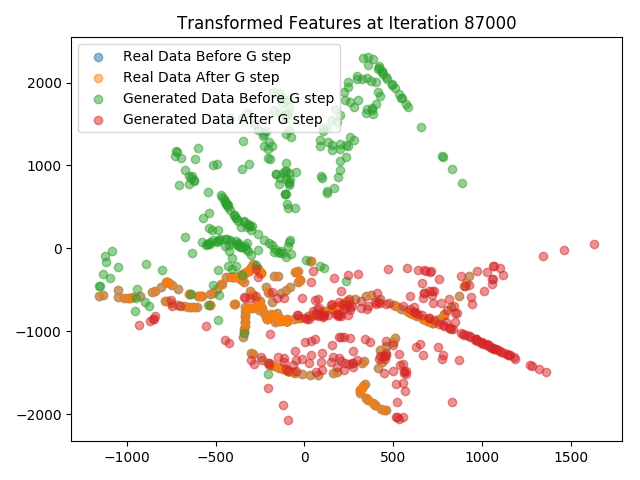 Transformed Features at Iteration 87000
Real Data Before G step
Real Data After G step
Generated Data Before G step
Generated Data After G step
2000
1000
0
−1000
−2000
−1000
−500
0
500
1000
1500